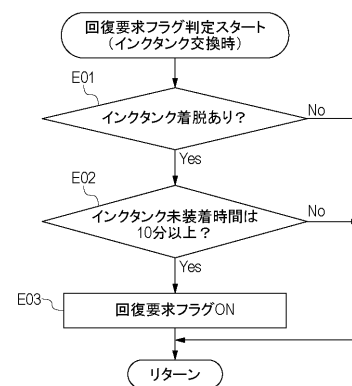 回復要求フラグ判定スタート
(インクタンク交換時)
E01
インクタンク着脱あり?
No
Yes
E02
インクタンク未装着時間は
10分以上?
No
Yes
E03
回復要求フラグON
リターン